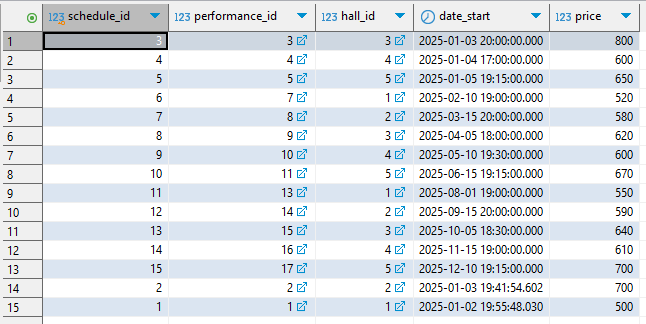 123 schedule_id 123 performance_id 123 hall_id date_start 123 price
1 3 3 3 2025-01-03 20:00:00.000 800
2 4 4 4 2025-01-04 17:00:00.000 600
3 5 5 5 2025-01-05 19:15:00.000 650
4 6 7 1 2025-02-10 19:00:00.000 520
5 7 8 2 2025-03-15 20:00:00.000 580
6 8 9 3 2025-04-05 18:00:00.000 620
7 9 10 4 2025-05-10 19:30:00.000 600
8 10 11 5 2025-06-15 19:15:00.000 670
9 11 13 1 2025-08-01 19:00:00.000 550
10 12 14 2 2025-09-15 20:00:00.000 590
11 13 15 3 2025-10-05 18:30:00.000 640
12 14 16 4 2025-11-15 19:00:00.000 610
13 15 17 5 2025-12-10 19:15:00.000 700
14 2 2 2 2025-01-03 19:41:54.602 700
15 1 1 1 2025-01-02 19:55:48.030 500